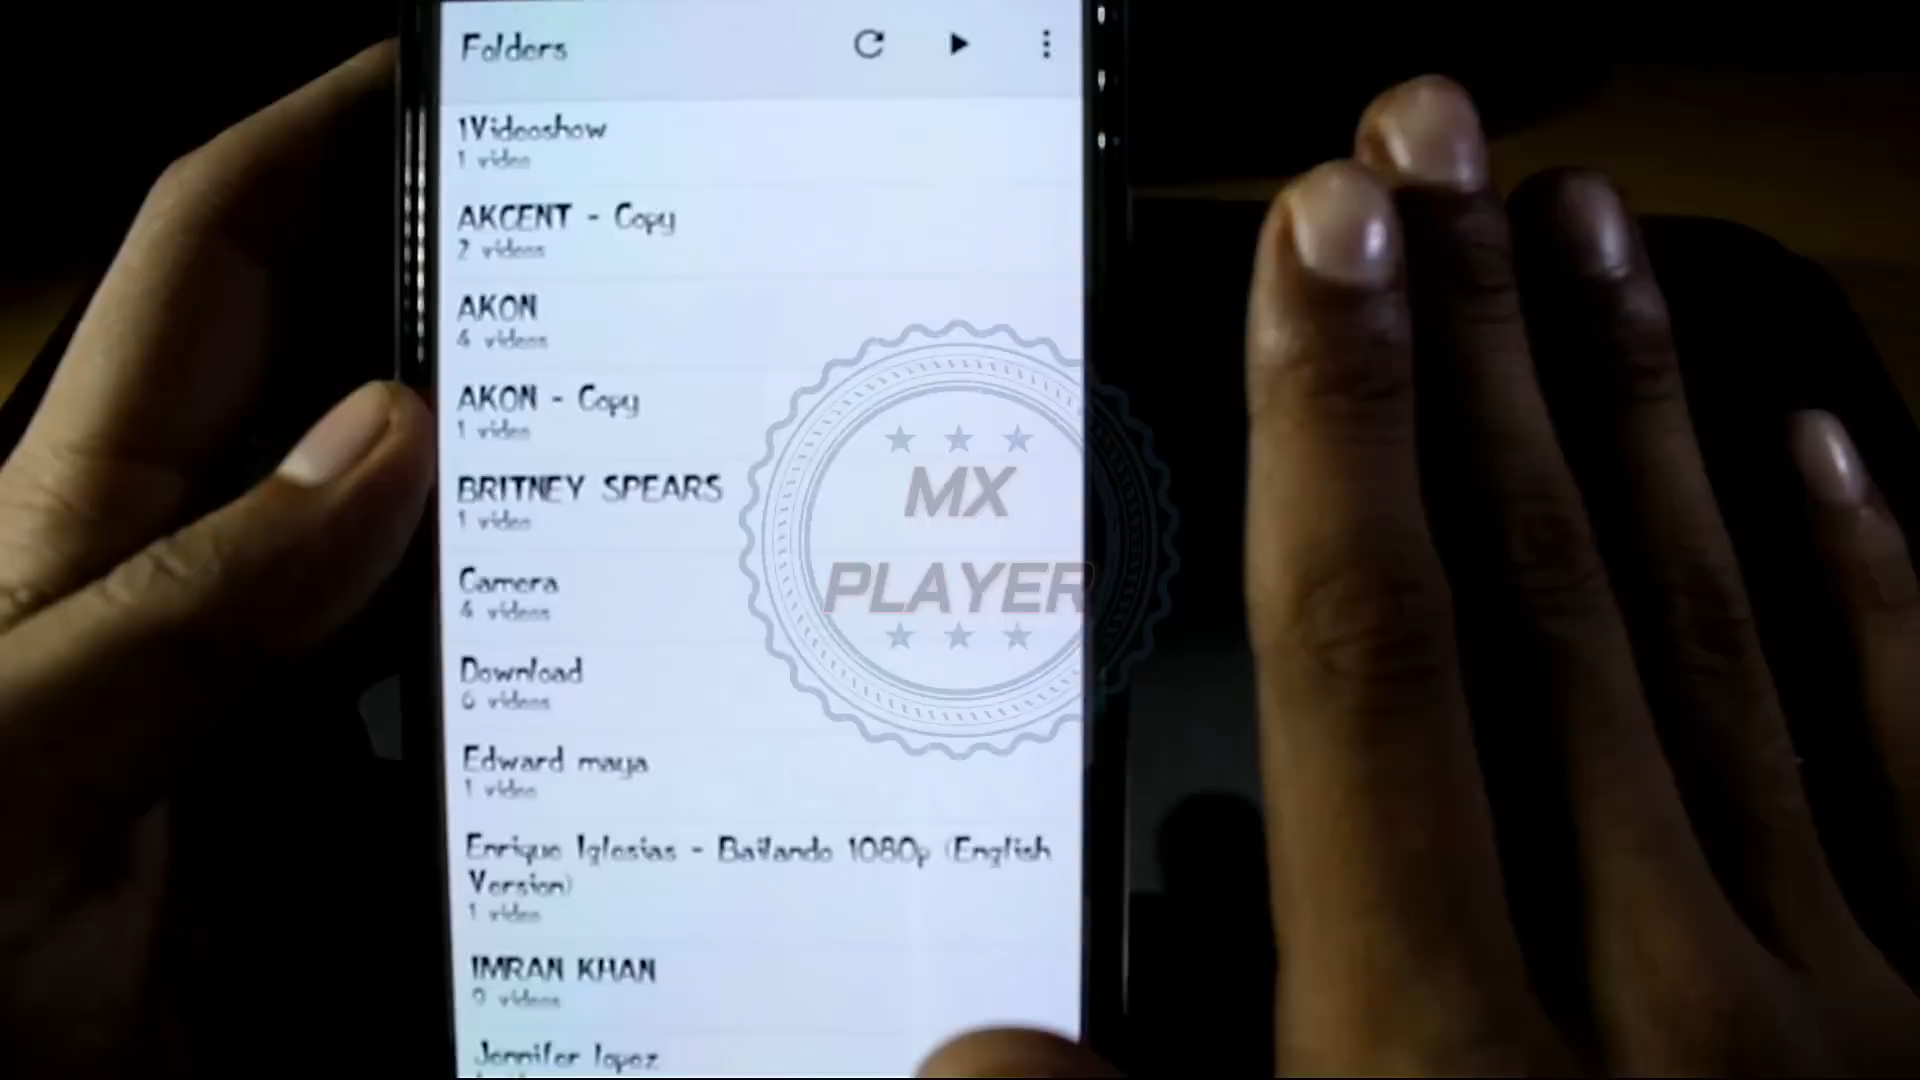 Folders
1Videoshow
1 video
AKCENT - Copy
2 videos
AKON
4 videos
AKON - Copy
1 video
BRITNEY SPEARS
1 video
Camera
4 videos
Download
6 videos
Edward maya
1 video
Enrique Iglesias - Bailando 1080p (English
Version)
1 video
IMRAN KHAN
9 videos
Jennifer lopez
MX
PLAYER